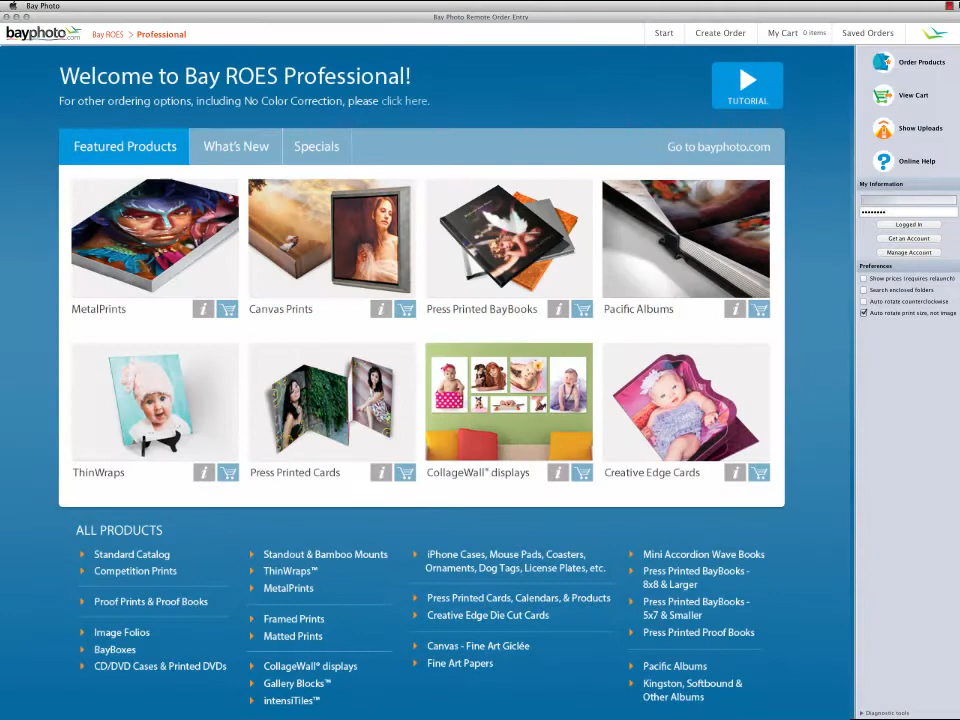 Bay Photo
Bay Photo Remote Order Entry
bayphoto.com
Bay ROES > Professional
Start
Create Order
My Cart 0 items
Saved Orders
Welcome to Bay ROES Professional!
For other ordering options, including No Color Correction, please click here.
TUTORIAL
Featured Products
What's New
Specials
Go to bayphoto.com
MetalPrints
Canvas Prints
Press Printed BayBooks
Pacific Albums
ThinWraps
Press Printed Cards
CollageWall® displays
Creative Edge Cards
ALL PRODUCTS
Standard Catalog
Competition Prints
Proof Prints & Proof Books
Image Folios
BayBoxes
CD/DVD Cases & Printed DVDs
Standout & Bamboo Mounts
ThinWraps™
MetalPrints
Framed Prints
Matted Prints
CollageWall® displays
Gallery Blocks™
intensiTiles™
iPhone Cases, Mouse Pads, Coasters,
Ornaments, Dog Tags, License Plates, etc.
Press Printed Cards, Calendars, & Products
Creative Edge Die Cut Cards
Canvas - Fine Art Giclée
Fine Art Papers
Mini Accordion Wave Books
Press Printed BayBooks -
8x8 & Larger
Press Printed BayBooks -
5x7 & Smaller
Press Printed Proof Books
Pacific Albums
Kingston, Softbound &
Other Albums
Order Products
View Cart
Show Uploads
Online Help
My Information
Logged In
Get an Account
Manage Account
Preferences
Show prices (requires relaunch)
Search enclosed folders
Auto rotate counterclockwise
Auto rotate print size, not image
Diagnostic tools